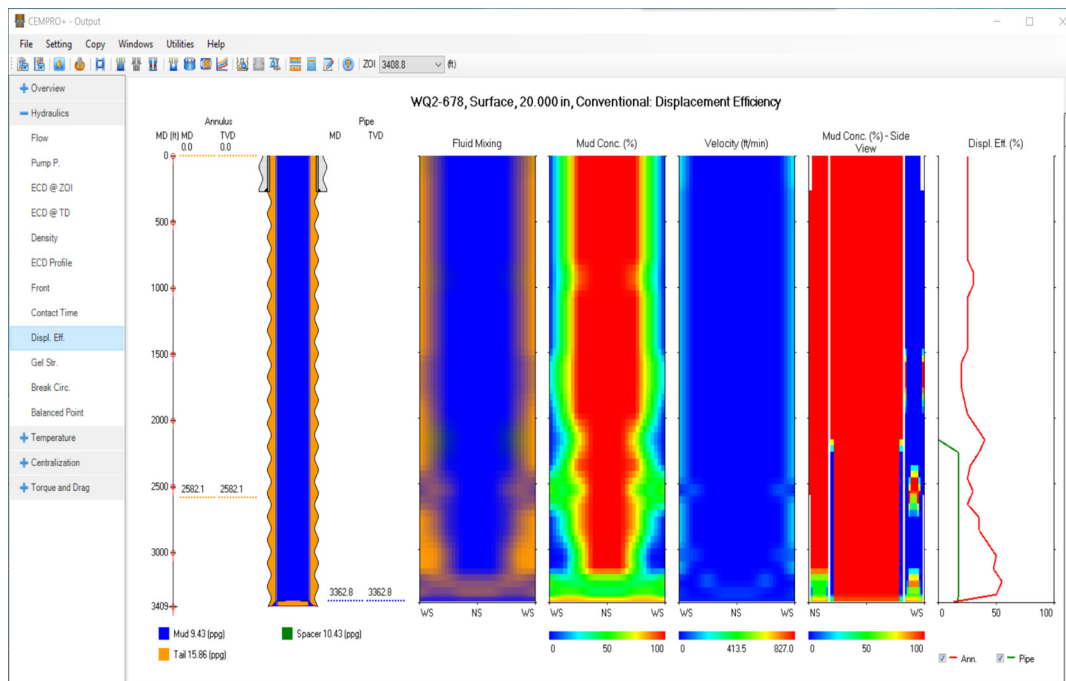 CEMPRO+ - Output
File Setting Copy Windows Utilities Help
ZOI 3408.8 (ft)
Overview
Hydraulics
Flow
Pump P.
ECD @ ZOI
ECD @ TD
Density
ECD Profile
Front
Contact Time
Displ. Eff.
Gel Str.
Break Circ.
Balanced Point
Temperature
Centralization
Torque and Drag
WQ2-678, Surface, 20.000 in, Conventional: Displacement Efficiency
Annulus Pipe
MD (ft) MD TVD MD TVD
0.0 0.0
0
500
1000
1500
2000
2500
3000
3409
2582.1 2582.1
3362.8 3362.8
Mud 9.43 (ppg) Spacer 10.43 (ppg)
Tail 15.86 (ppg)
Fluid Mixing
WS NS WS
Mud Conc. (%)
WS NS WS
0 50 100
Velocity (ft/min)
WS NS WS
0 413.5 827.0
Mud Conc. (%) - Side
View
NS WS
0 50 100
Displ. Eff. (%)
0 50 100
Ann. Pipe